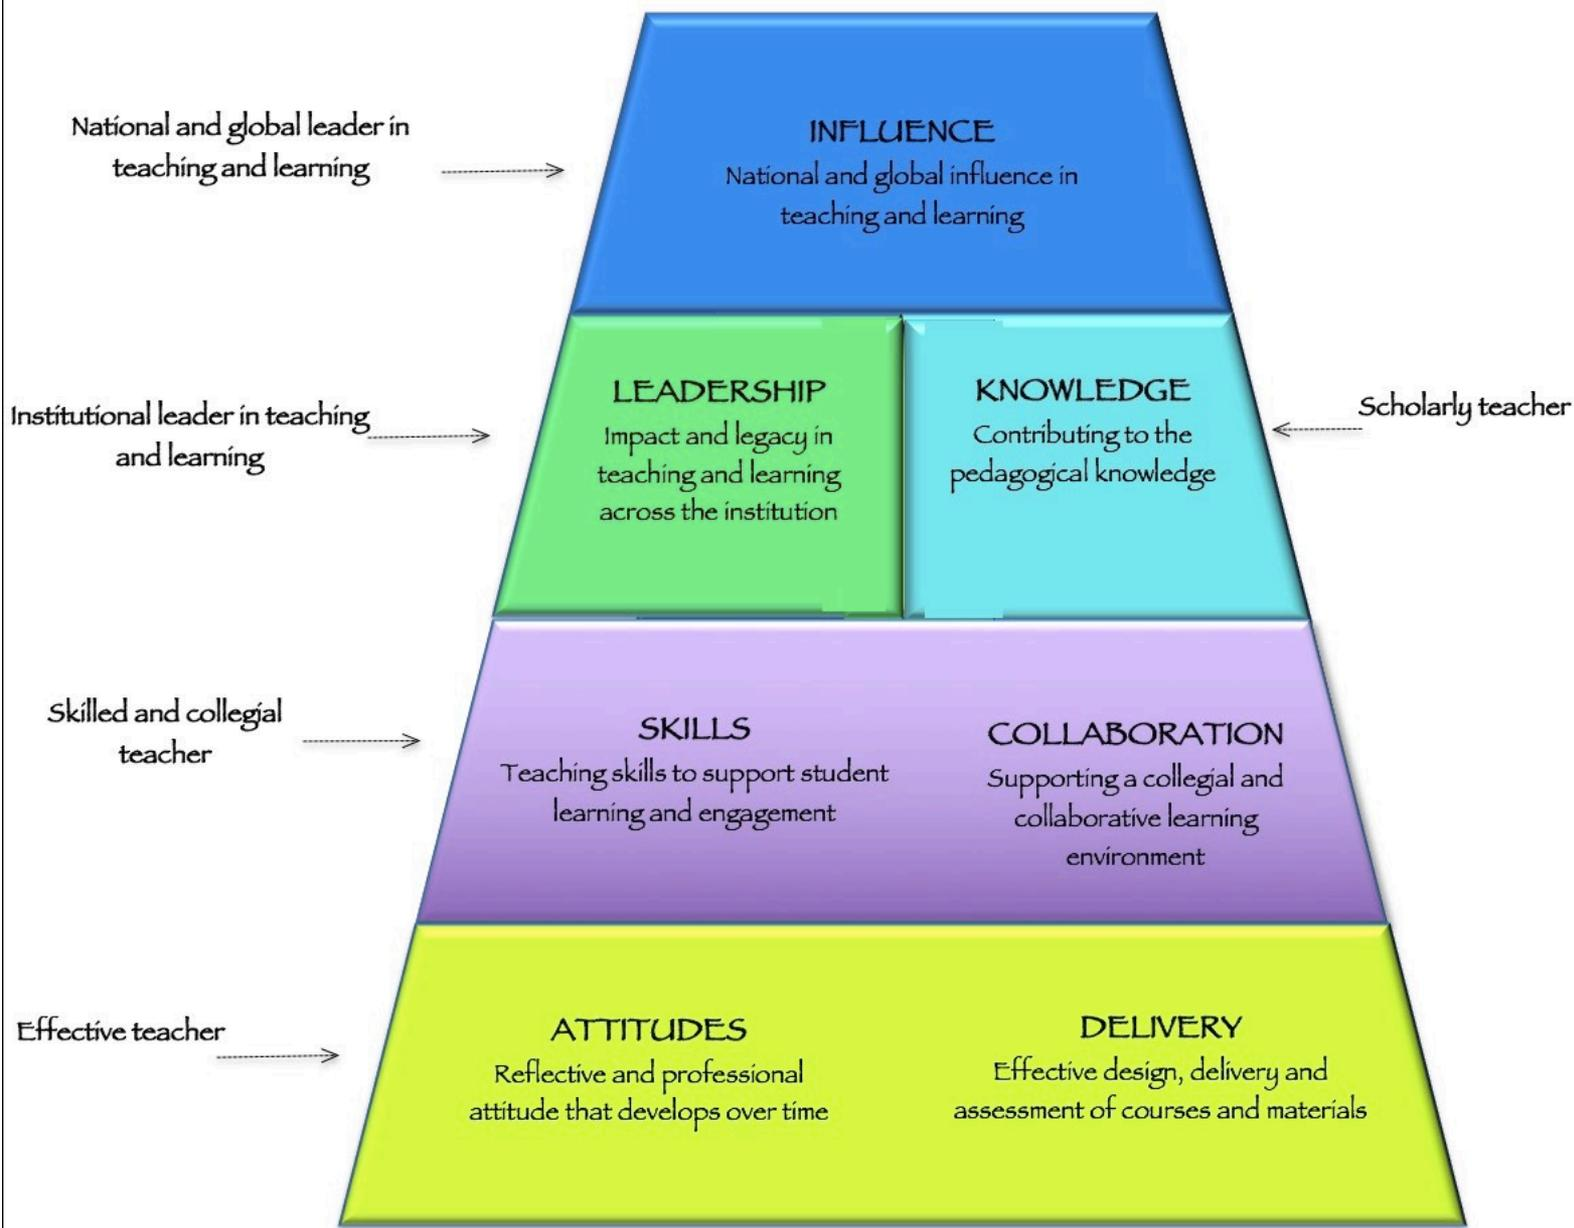 National and global leader in
teaching and learning
INFLUENCE
National and global influence in
teaching and learning
Institutional leader in teaching
and learning
LEADERSHIP
Impact and legacy in
teaching and learning
across the institution
KNOWLEDGE
Contributing to the
pedagogical knowledge
Scholarly teacher
Skilled and collegial
teacher
SKILLS
Teaching skills to support student
learning and engagement
COLLABORATION
Supporting a collegial and
collaborative learning
environment
Effective teacher
ATTITUDES
Reflective and professional
attitude that develops over time
DELIVERY
Effective design, delivery and
assessment of courses and materials